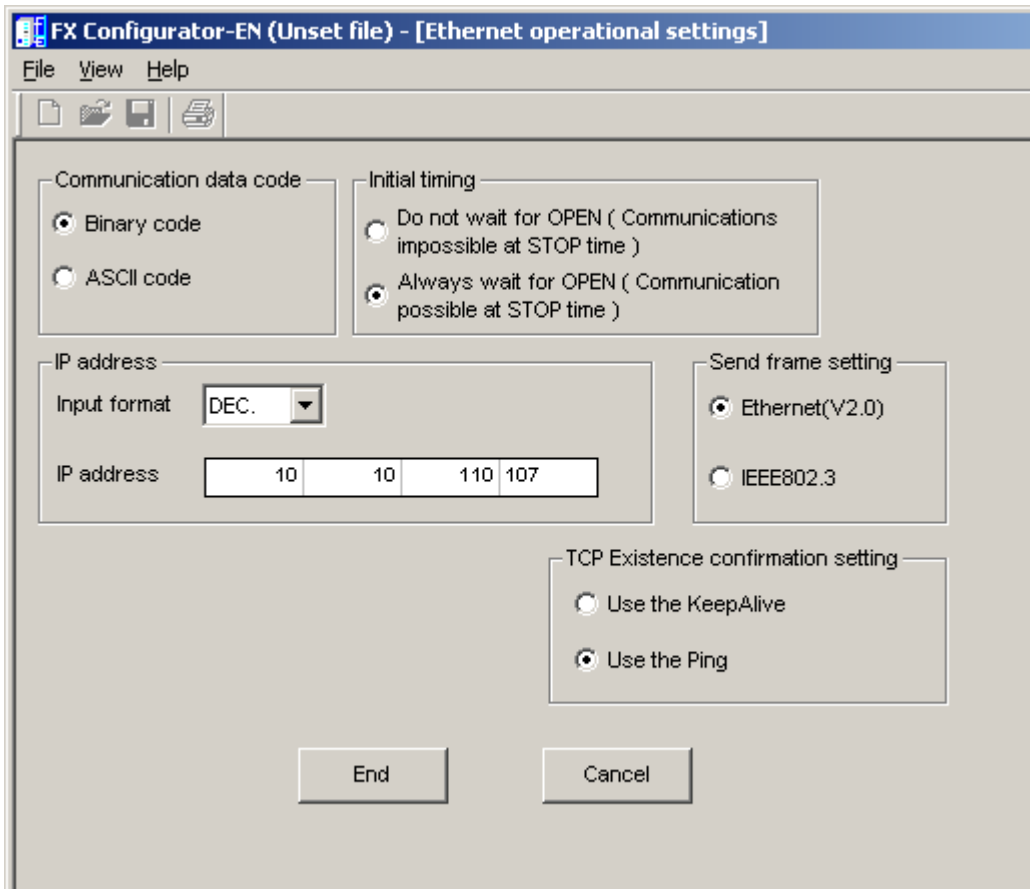 FX Configurator-EN (Unset file) - [Ethernet operational settings]
File View Help
Communication data code
Binary code
ASCII code
Initial timing
Do not wait for OPEN ( Communications
impossible at STOP time )
Always wait for OPEN ( Communication
possible at STOP time )
IP address
Input format DEC.
IP address 10 10 110 107
Send frame setting
Ethernet(V2.0)
IEEE802.3
TCP Existence confirmation setting
Use the KeepAlive
Use the Ping
End Cancel